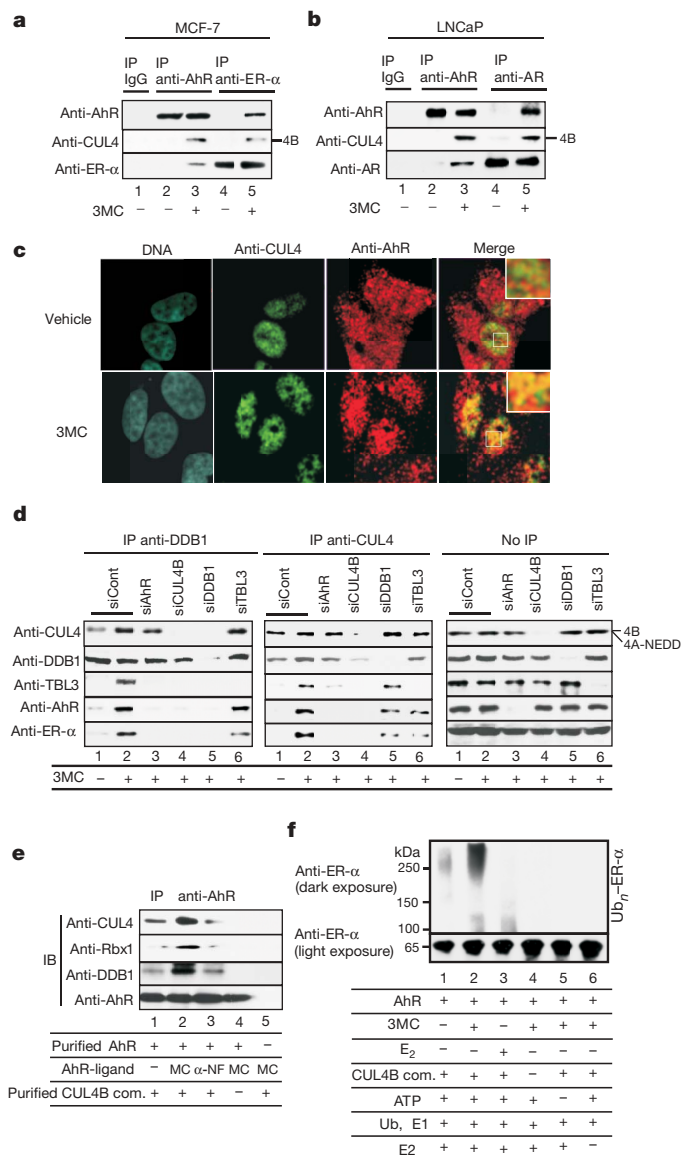 a
MCF-7
IP IgG
IP anti-AhR
IP anti-ER-α
Anti-AhR
Anti-CUL4
4B
Anti-ER-α
1 2 3 4 5
3MC – – + – +
b
LNCaP
IP IgG
IP anti-AhR
IP anti-AR
Anti-AhR
Anti-CUL4
4B
Anti-AR
1 2 3 4 5
3MC – – + – +
c
DNA Anti-CUL4 Anti-AhR Merge
Vehicle
3MC
d
IP anti-DDB1 IP anti-CUL4 No IP
siCont siAhR siCUL4B siDDB1 siTBL3 siCont siAhR siCUL4B siDDB1 siTBL3 siCont siAhR siCUL4B siDDB1 siTBL3
Anti-CUL4
4B
4A-NEDD
Anti-DDB1
Anti-TBL3
Anti-AhR
Anti-ER-α
1 2 3 4 5 6 1 2 3 4 5 6 1 2 3 4 5 6
3MC – + + + + + – + + + + + – + + + + +
e
IP anti-AhR
IB
Anti-CUL4
Anti-Rbx1
Anti-DDB1
Anti-AhR
1 2 3 4 5
Purified AhR + + + + –
AhR-ligand – MC α-NF MC MC
Purified CUL4B com. + + + – +
f
kDa
Anti-ER-α (dark exposure)
250
150
100
Ubn–ER-α
Anti-ER-α (light exposure)
65
1 2 3 4 5 6
AhR + + + + + +
3MC – + – + + +
E2 – – + – – –
CUL4B com. + + + – + +
ATP + + + + – +
Ub, E1 + + + + + +
E2 + + + + + –